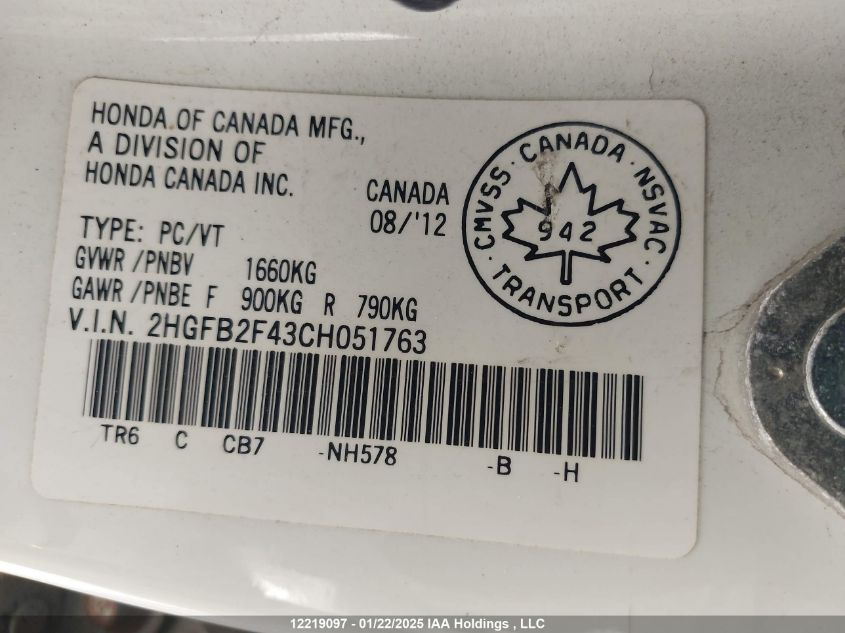 HONDA OF CANADA MFG.,
A DIVISION OF
HONDA CANADA INC.
CANADA
08/'12
TYPE: PC/VT
GVWR /PNBV 1660KG
GAWR /PNBE F 900KG R 790KG
V.I.N. 2HGFB2F43CH051763
CMVSS · CANADA · NSVAC · TRANSPORT ·
942
TR6 C CB7 -NH578 -B -H
12219097 - 01/22/2025 IAA Holdings , LLC